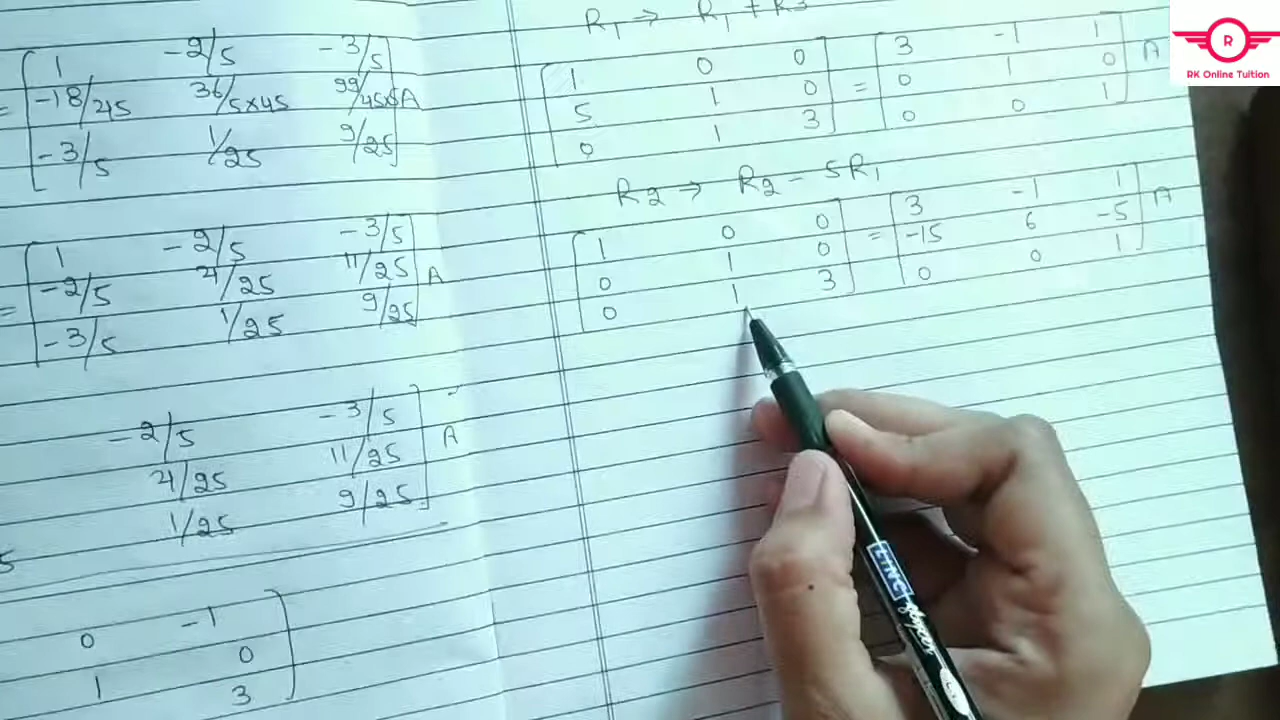 1 -2/5 -3/5
= -18/45 36/5×45 99/45×5 A
-3/5 1/25 9/25
1 -2/5 -3/5
-2/5 4/25 11/25 A
= -3/5 1/25 9/25
-2/5 -3/5
4/25 11/25 A
1/25 9/25
5
0 -1
1 0
3
R1 → R1 + R3
1 0 0 3 -1 1
5 1 0 = 0 1 0 A
0 1 3 0 0 1
R2 → R2 - 5R1
1 0 0 3 -1 1
0 1 0 = -15 6 -5 A
0 1 3 0 0 1
R
RK Online Tuition
LINC